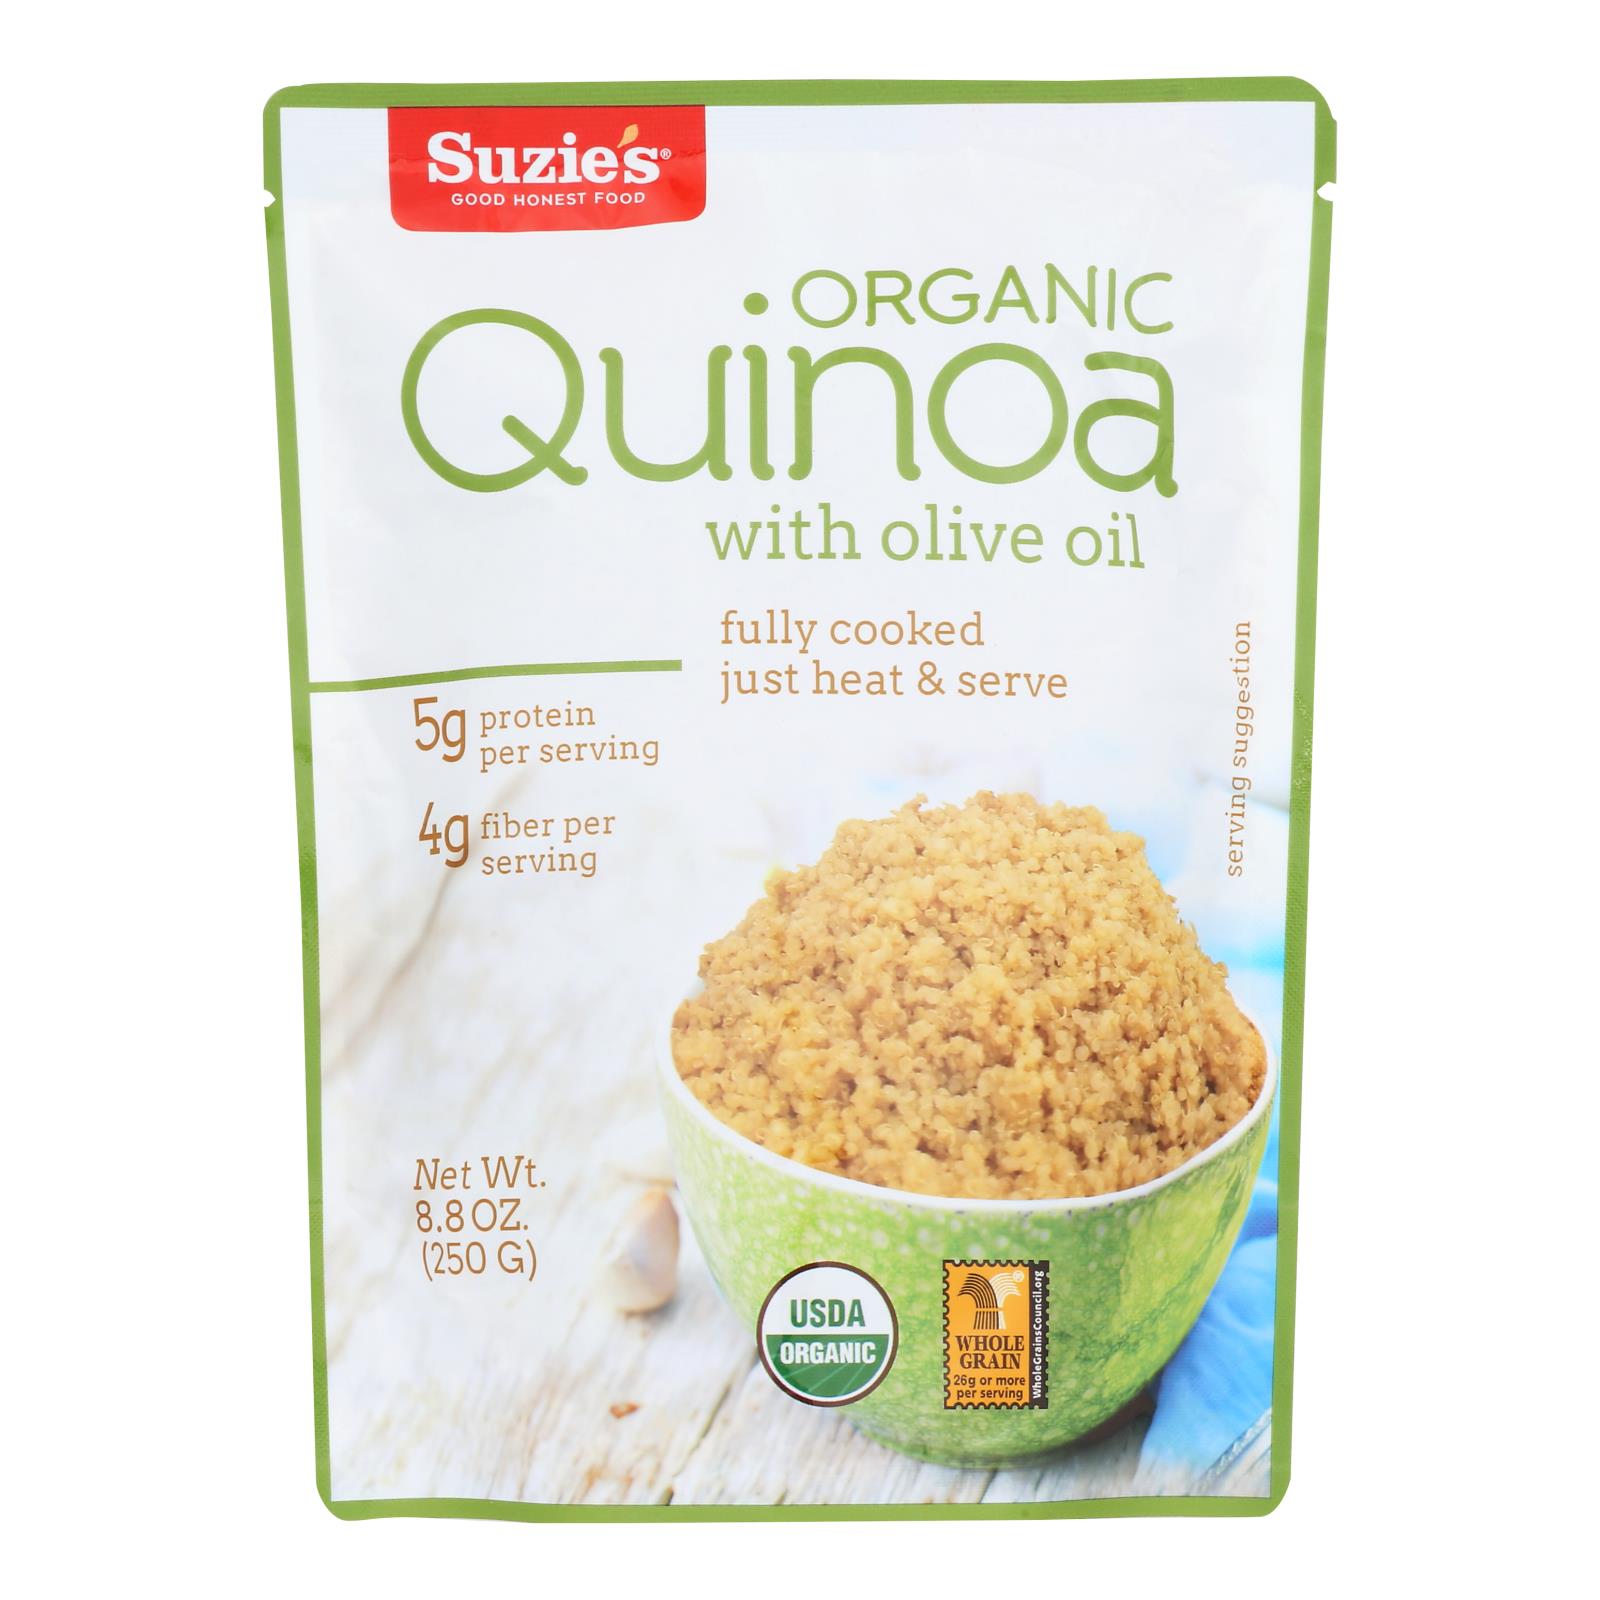 Suzie's®
GOOD HONEST FOOD
ORGANIC
Quinoa
with olive oil
fully cooked
just heat & serve
5g protein
per serving
4g fiber per
serving
serving suggestion
Net Wt.
8.8 OZ.
(250 G)
USDA
ORGANIC
®
WHOLE
GRAIN
26g or more
per serving
WholeGrainsCouncil.org